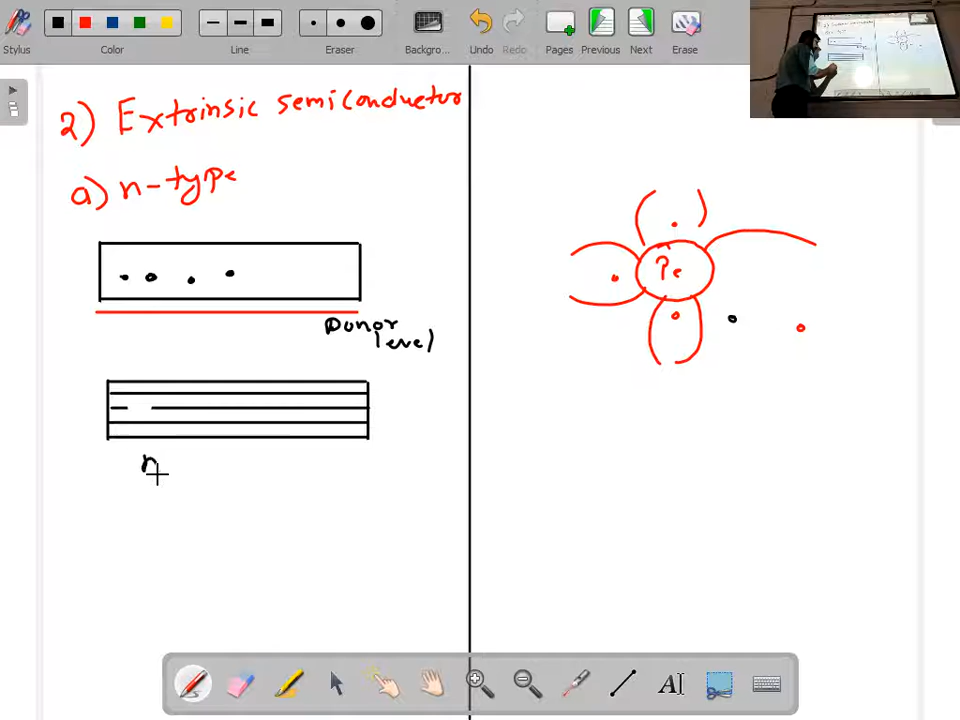 Stylus
Color
Line
Eraser
Backgro...
Undo
Redo
Pages
Previous
Next
Erase
2) Extrinsic semiconductor
a) n-type
Donor
level
n
Pe
A